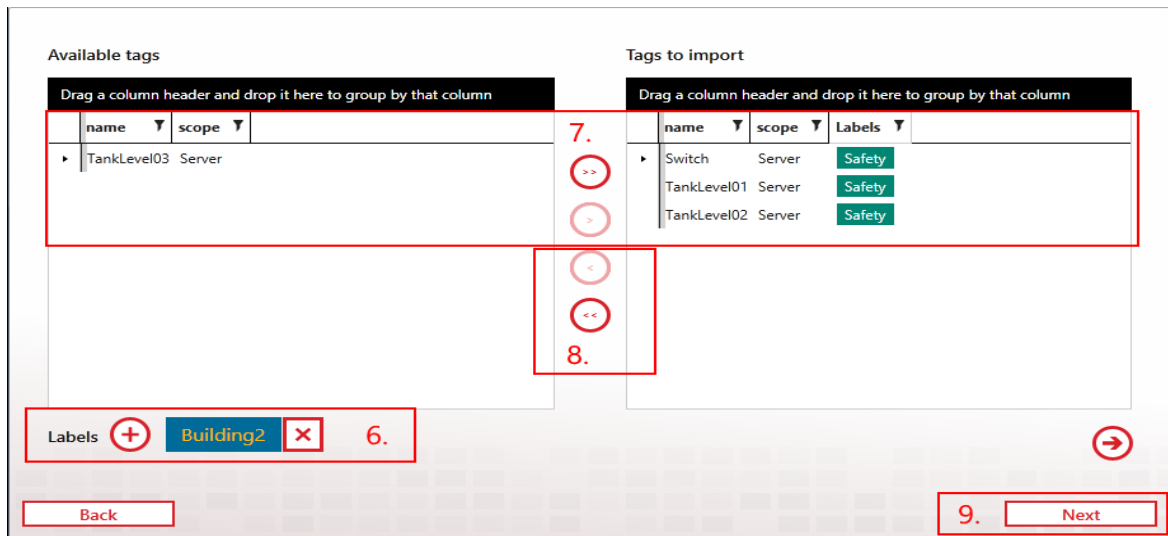 Available tags
Tags to import
Drag a column header and drop it here to group by that column
Drag a column header and drop it here to group by that column
name scope
7.
name scope Labels
TankLevel03 Server
>>
Switch Server Safety
TankLevel01 Server Safety
>
TankLevel02 Server Safety
<
<<
8.
Labels + Building2 × 6.
Back
9. Next